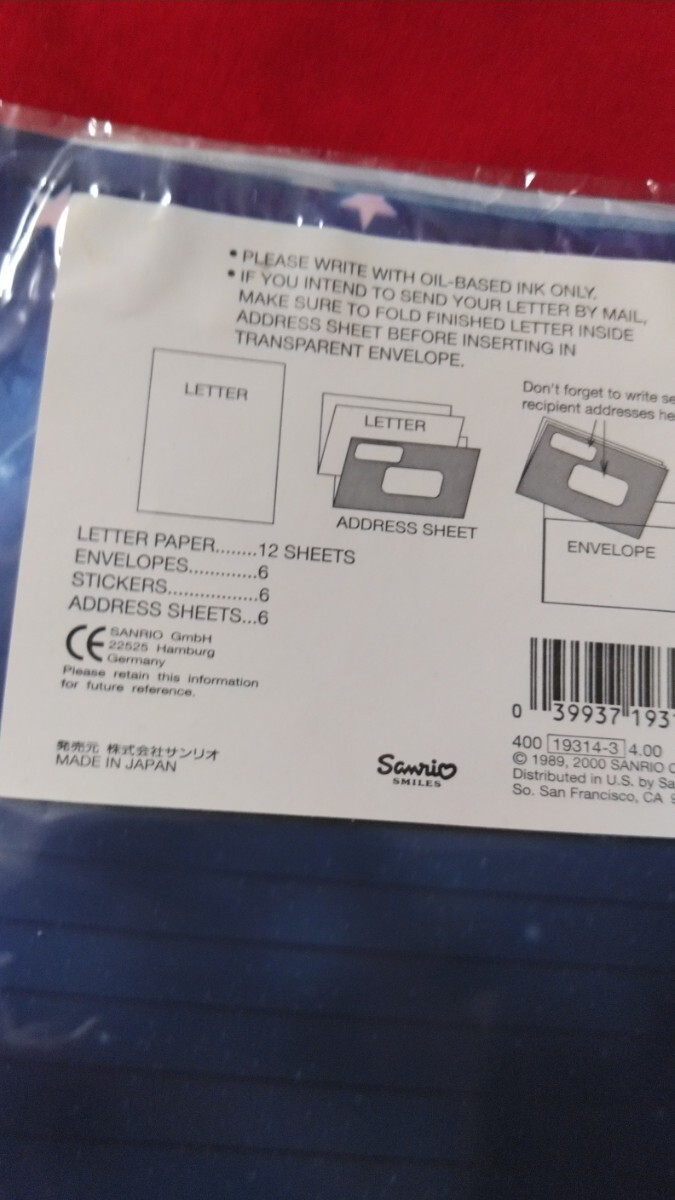 • PLEASE WRITE WITH OIL-BASED INK ONLY.
• IF YOU INTEND TO SEND YOUR LETTER BY MAIL,
MAKE SURE TO FOLD FINISHED LETTER INSIDE
ADDRESS SHEET BEFORE INSERTING IN
TRANSPARENT ENVELOPE.
LETTER
LETTER
ADDRESS SHEET
Don't forget to write
recipient addresses
ENVELOPE
LETTER PAPER........12 SHEETS
ENVELOPES.............6
STICKERS.................6
ADDRESS SHEETS...6
CE SANRIO GmbH
22525 Hamburg
Germany
Please retain this information
for future reference.
発売元 株式会社サンリオ
MADE IN JAPAN
Sanrio
SMILES
0 39937 193
400 19314-3 4.00
© 1989, 2000 SANRIO
Distributed in U.S. by
So. San Francisco, CA